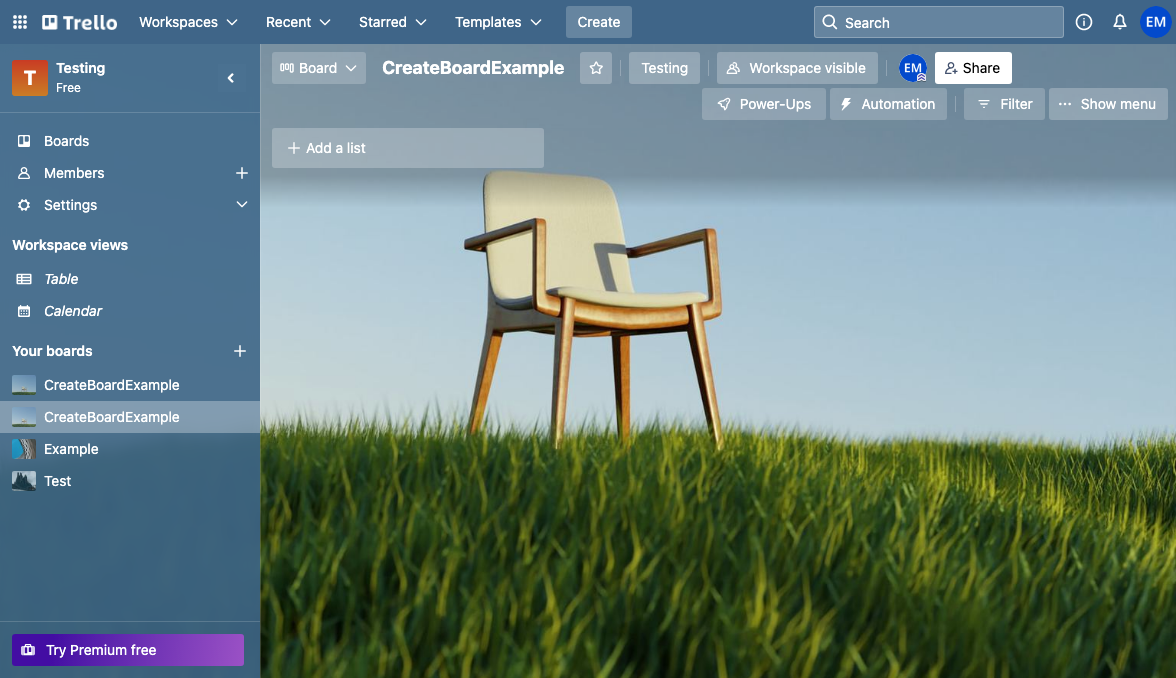 Trello
Workspaces
Recent
Starred
Templates
Create
Search
EM
T
Testing
Free
Board
CreateBoardExample
Testing
Workspace visible
EM
Share
Power-Ups
Automation
Filter
Show menu
Add a list
Boards
Members
Settings
Workspace views
Table
Calendar
Your boards
CreateBoardExample
CreateBoardExample
Example
Test
Try Premium free